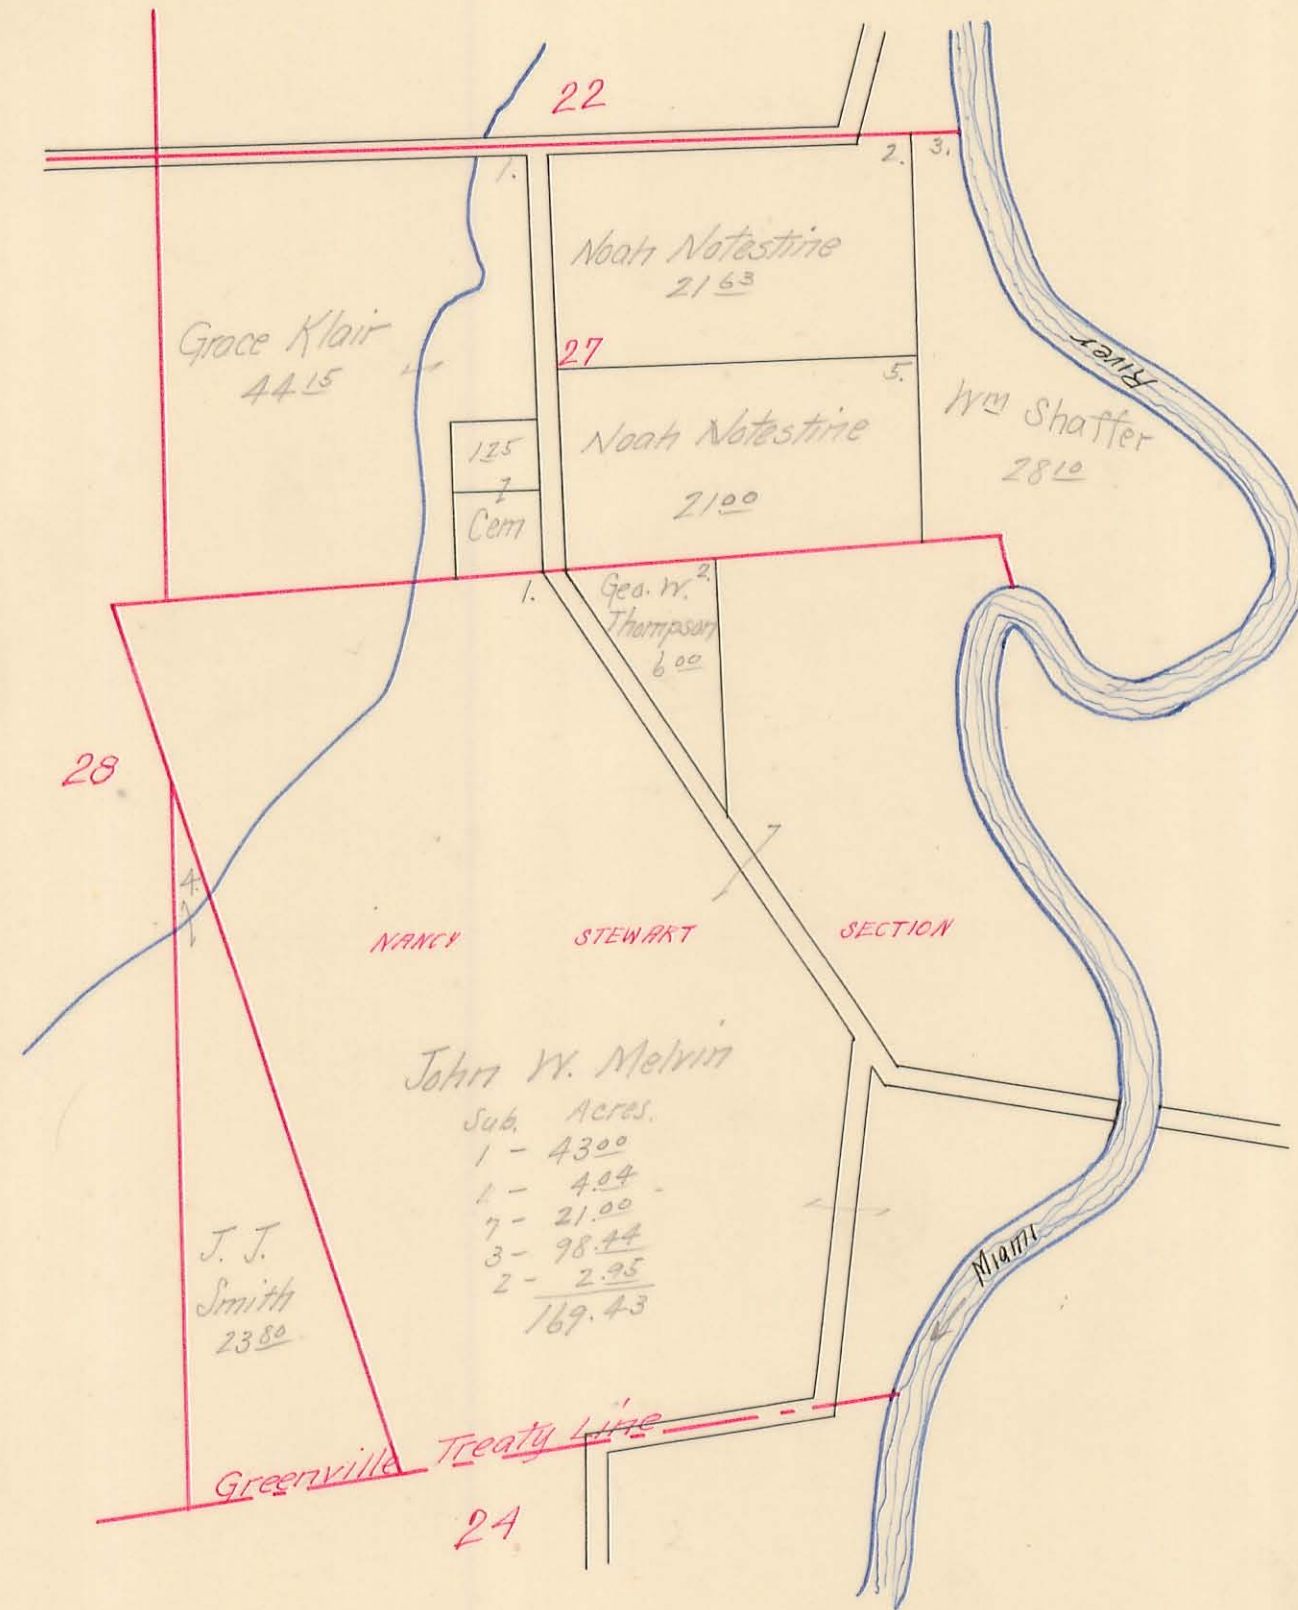 22
1.
2.
3.
Noah Notestine
21 63
Grace Klair
44 15
27
5.
Noah Notestine
21 00
Wm Shaffer
28 10
River
1 25
Cem
1.
2.
Geo. W.
Thompson
6 00
28
4.
NANCY STEWART SECTION
John W. Melvin
Sub. Acres.
1 - 43 00
1 - 4.04
7 - 21.00
3 - 98.44
2 - 2.95
169.43
J. J.
Smith
23 80
Miami
Greenville Treaty Line
24